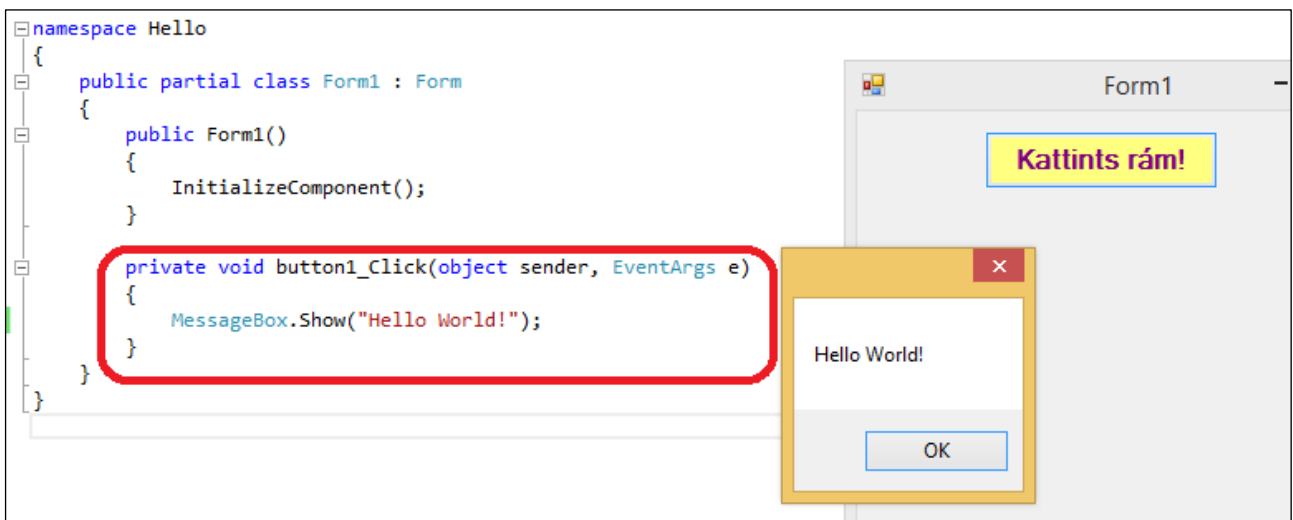 namespace Hello
{
public partial class Form1 : Form
{
public Form1()
{
InitializeComponent();
}
private void button1_Click(object sender, EventArgs e)
{
MessageBox.Show("Hello World!");
}
}
}
Form1
Kattints rám!
Hello World!
OK